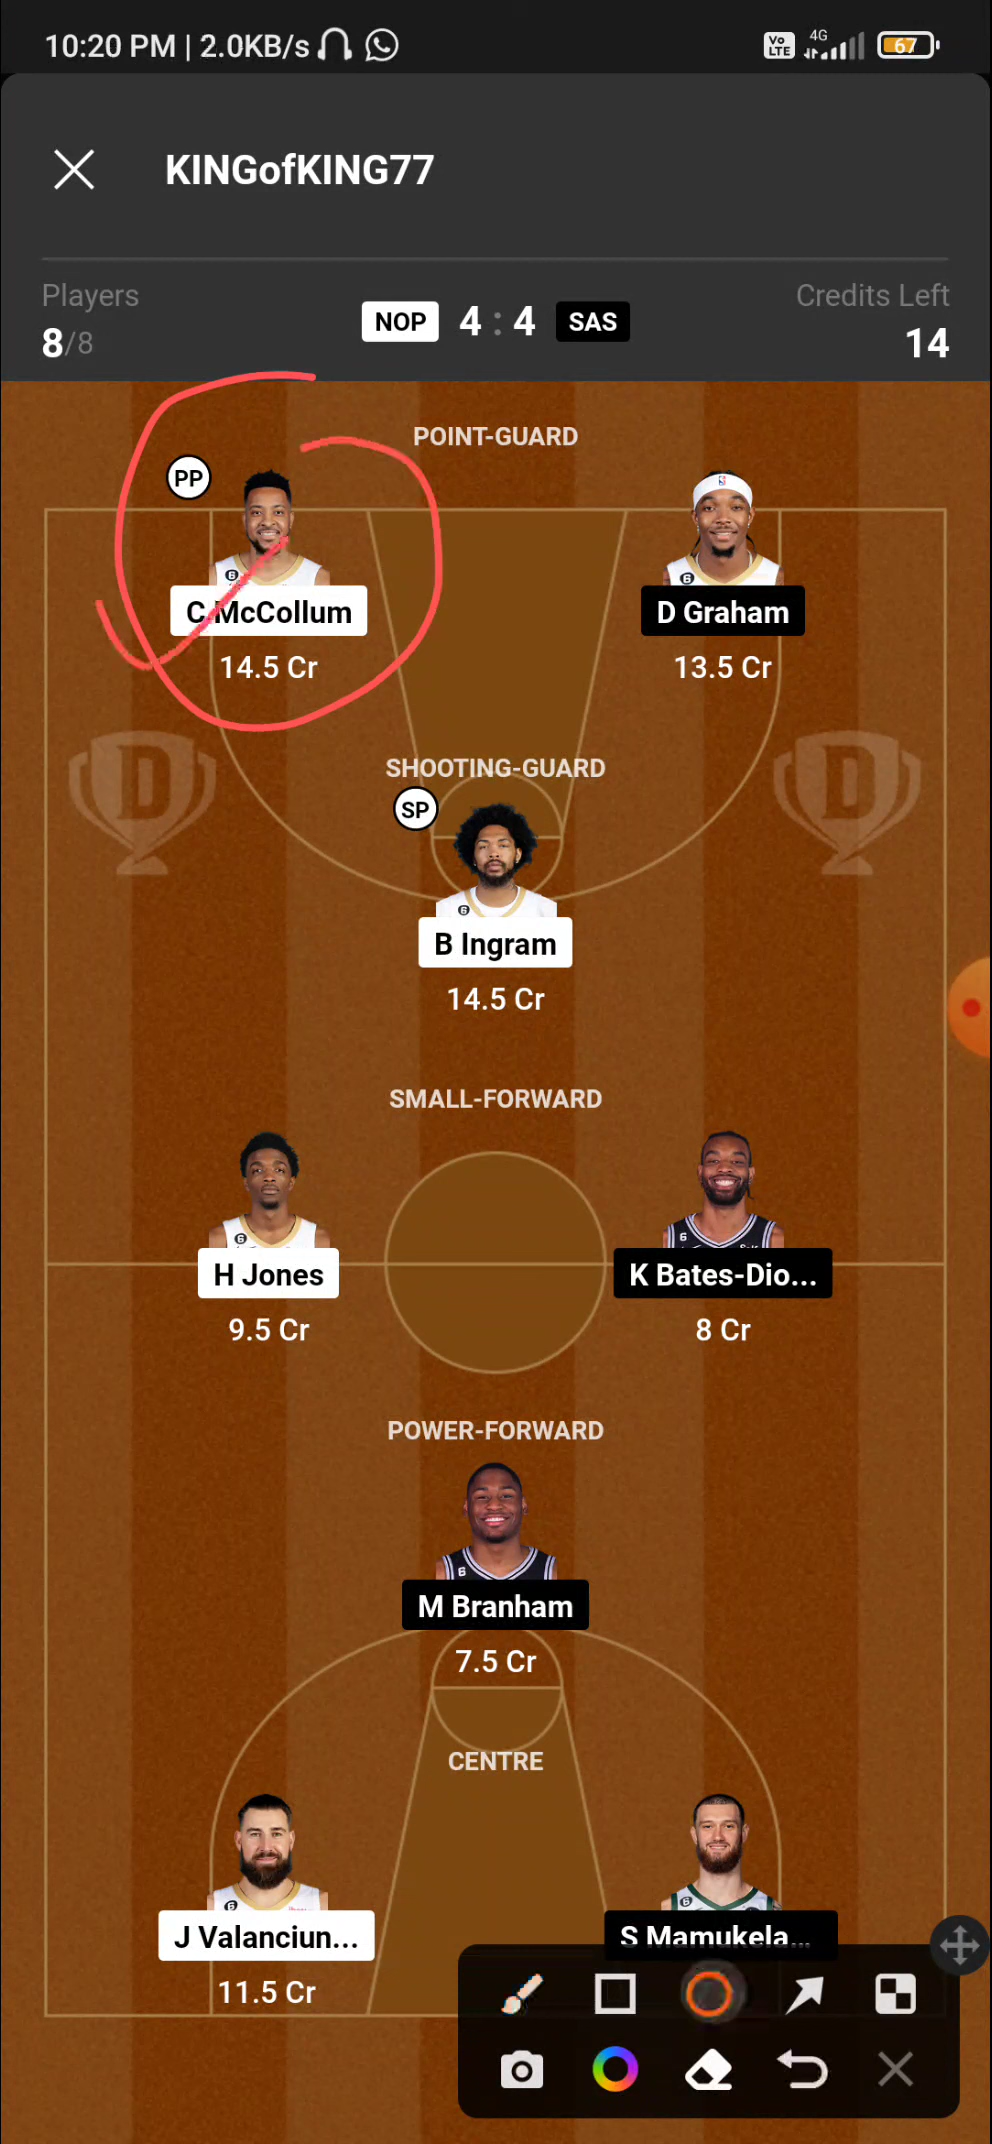 10:20 PM | 2.0KB/s
Vo LTE 4G 67
KINGofKING77
Players
Credits Left
8/8
NOP 4 : 4 SAS
14
POINT-GUARD
PP
C McCollum
D Graham
14.5 Cr
13.5 Cr
SHOOTING-GUARD
SP
B Ingram
14.5 Cr
SMALL-FORWARD
H Jones
K Bates-Dio...
9.5 Cr
8 Cr
POWER-FORWARD
M Branham
7.5 Cr
CENTRE
J Valanciun...
S Mamukela...
11.5 Cr